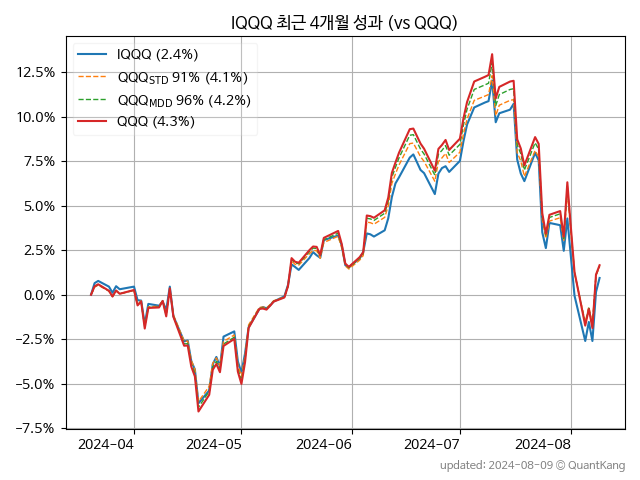 IQQQ 최근 4개월 성과 (vs QQQ)
IQQQ (2.4%)
QQQSTD 91% (4.1%)
QQQMDD 96% (4.2%)
QQQ (4.3%)
12.5%
10.0%
7.5%
5.0%
2.5%
0.0%
−2.5%
−5.0%
−7.5%
2024-04 2024-05 2024-06 2024-07 2024-08
updated: 2024-08-09 © QuantKang